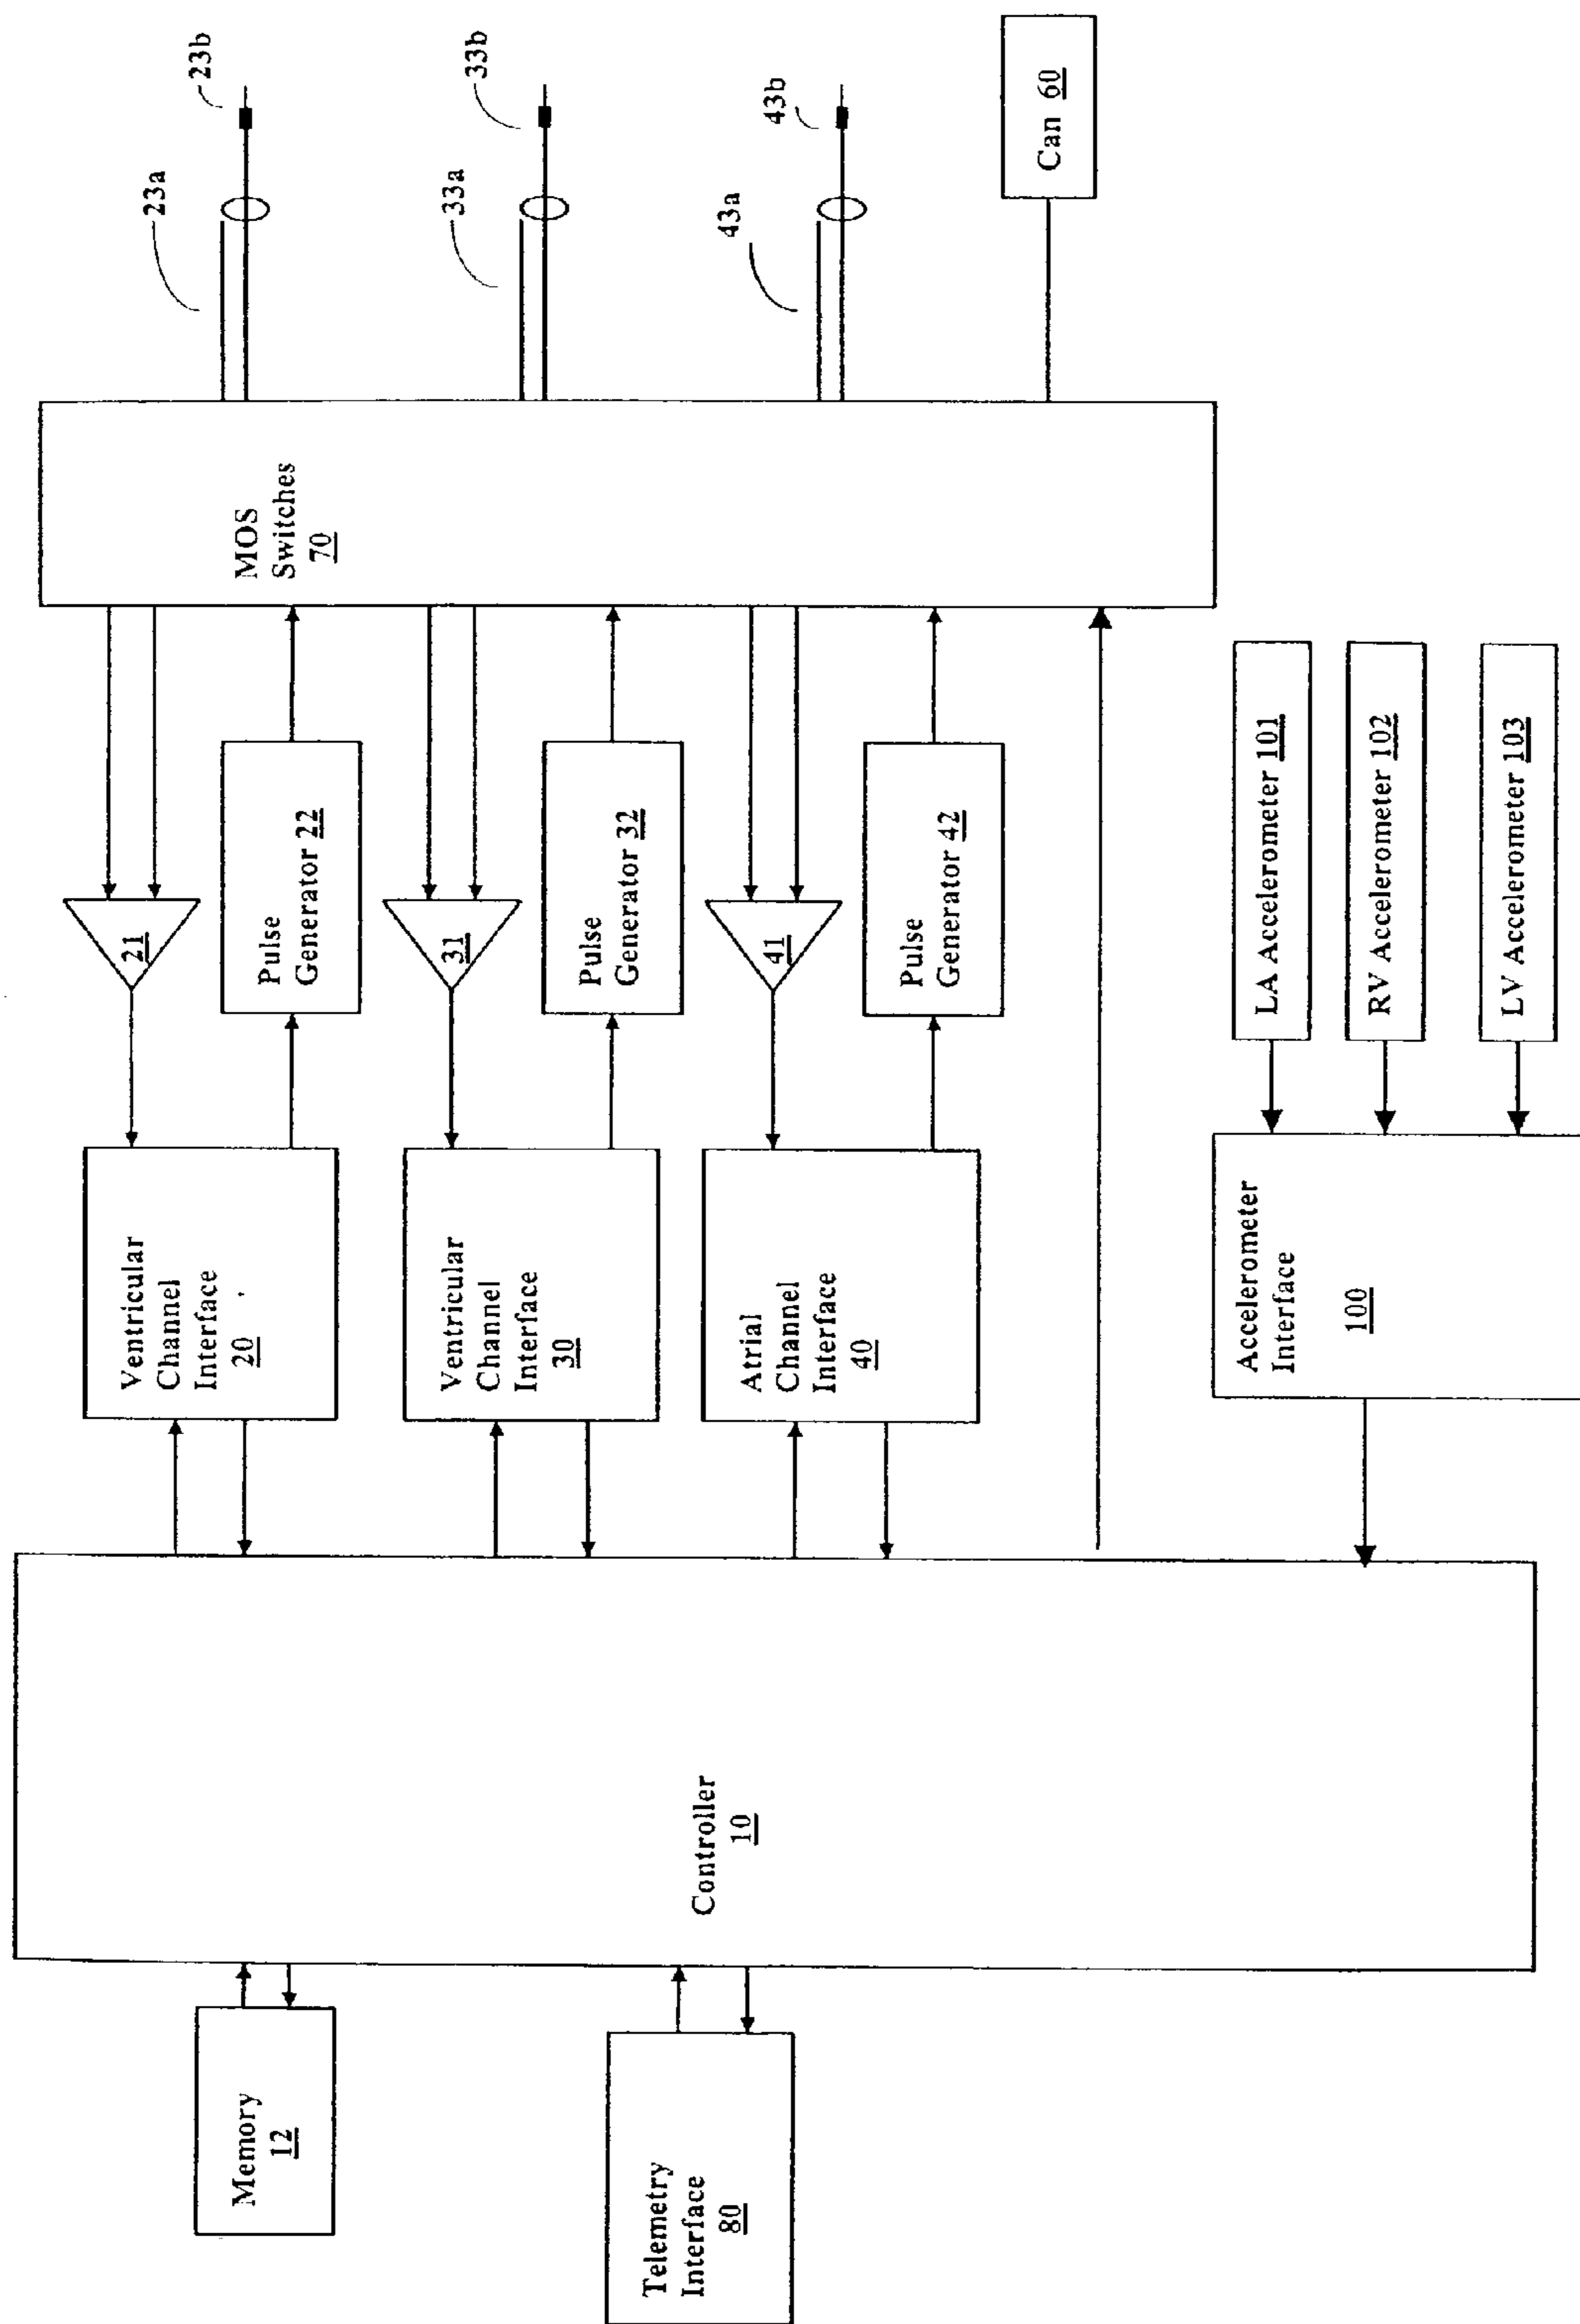 Memory
12
Telemetry
Interface
80
Controller
10
Ventricular
Channel
Interface
20
Ventricular
Channel
Interface
30
Atrial
Channel
Interface
40
Accelerometer
Interface
100
21
Pulse
Generator 22
31
Pulse
Generator 32
41
Pulse
Generator 42
LA Accelerometer 101
RV Accelerometer 102
LV Accelerometer 103
MOS
Switches
70
23a
23b
33a
33b
43a
43b
Can 60